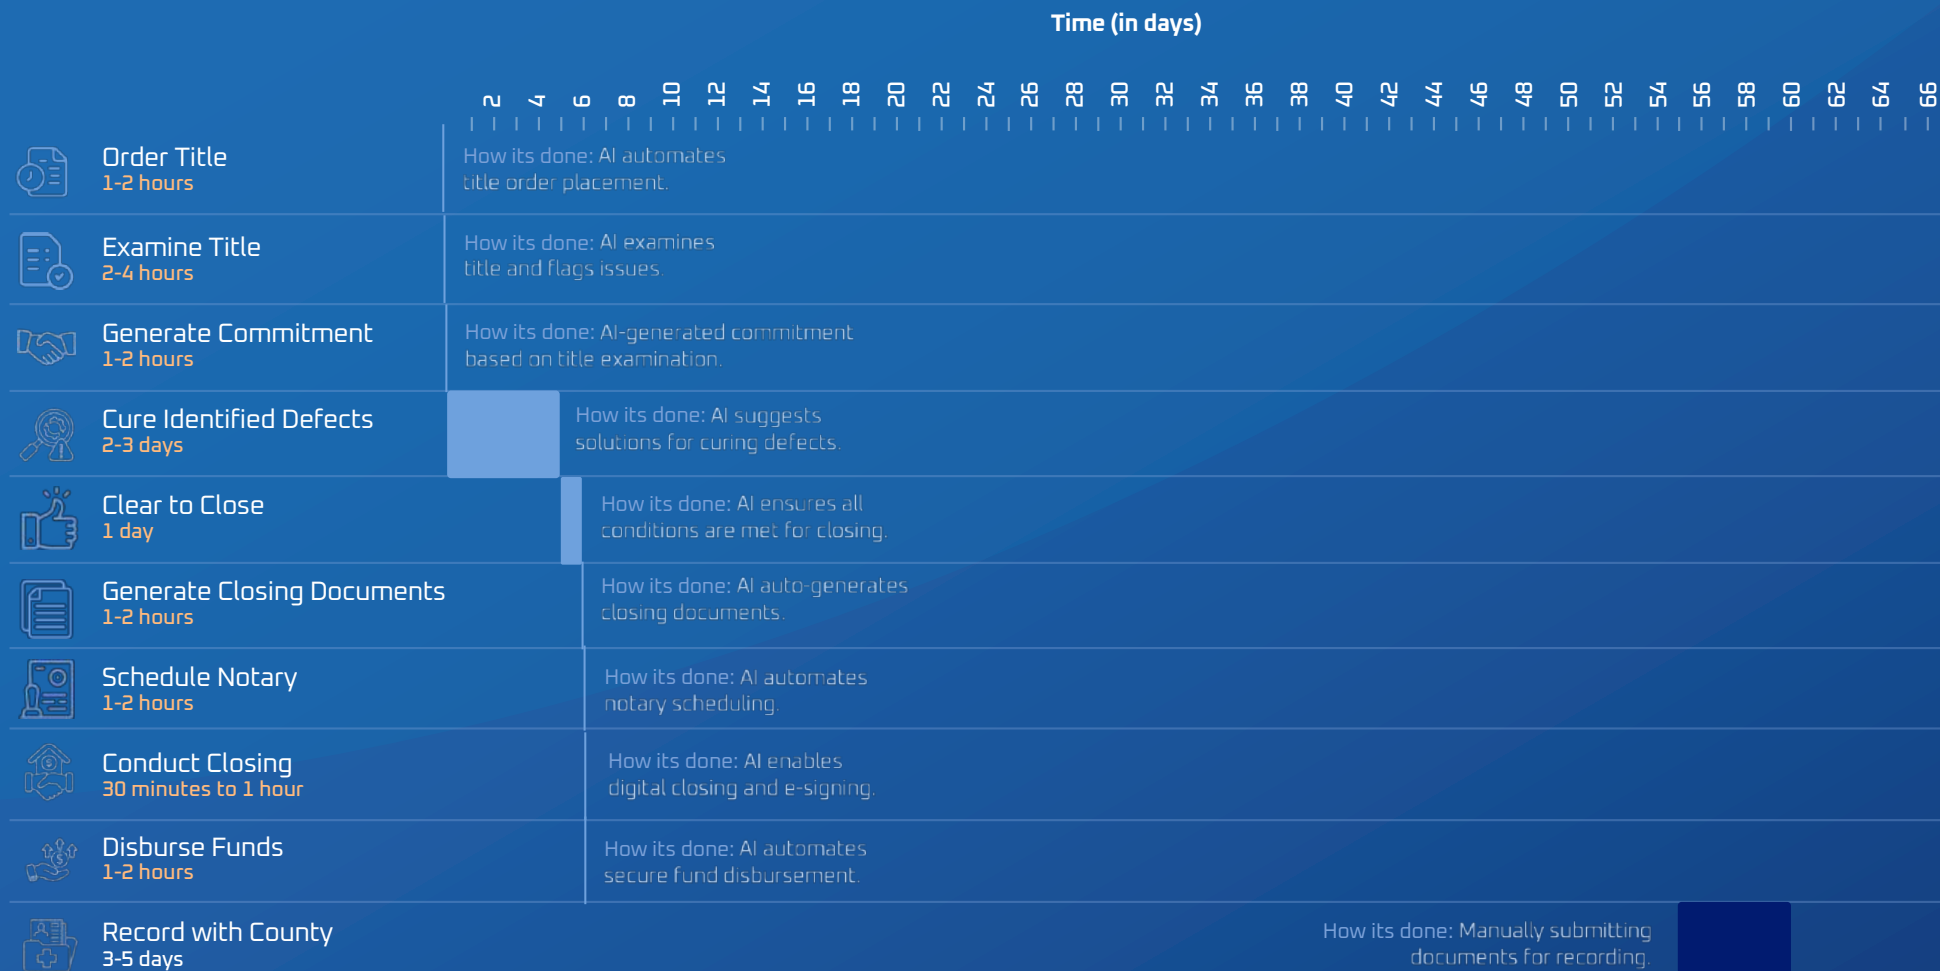 Time (in days)
2 4 6 8 10 12 14 16 18 20 22 24 26 28 30 32 34 36 38 40 42 44 46 48 50 52 54 56 58 60 62 64 66
Order Title
1-2 hours
How its done: AI automates
title order placement.
Examine Title
2-4 hours
How its done: AI examines
title and flags issues.
Generate Commitment
1-2 hours
How its done: AI-generated commitment
based on title examination.
Cure Identified Defects
2-3 days
How its done: AI suggests
solutions for curing defects.
Clear to Close
1 day
How its done: AI ensures all
conditions are met for closing.
Generate Closing Documents
1-2 hours
How its done: AI auto-generates
closing documents.
Schedule Notary
1-2 hours
How its done: AI automates
notary scheduling.
Conduct Closing
30 minutes to 1 hour
How its done: AI enables
digital closing and e-signing.
Disburse Funds
1-2 hours
How its done: AI automates
secure fund disbursement.
Record with County
3-5 days
How its done: Manually submitting
documents for recording.